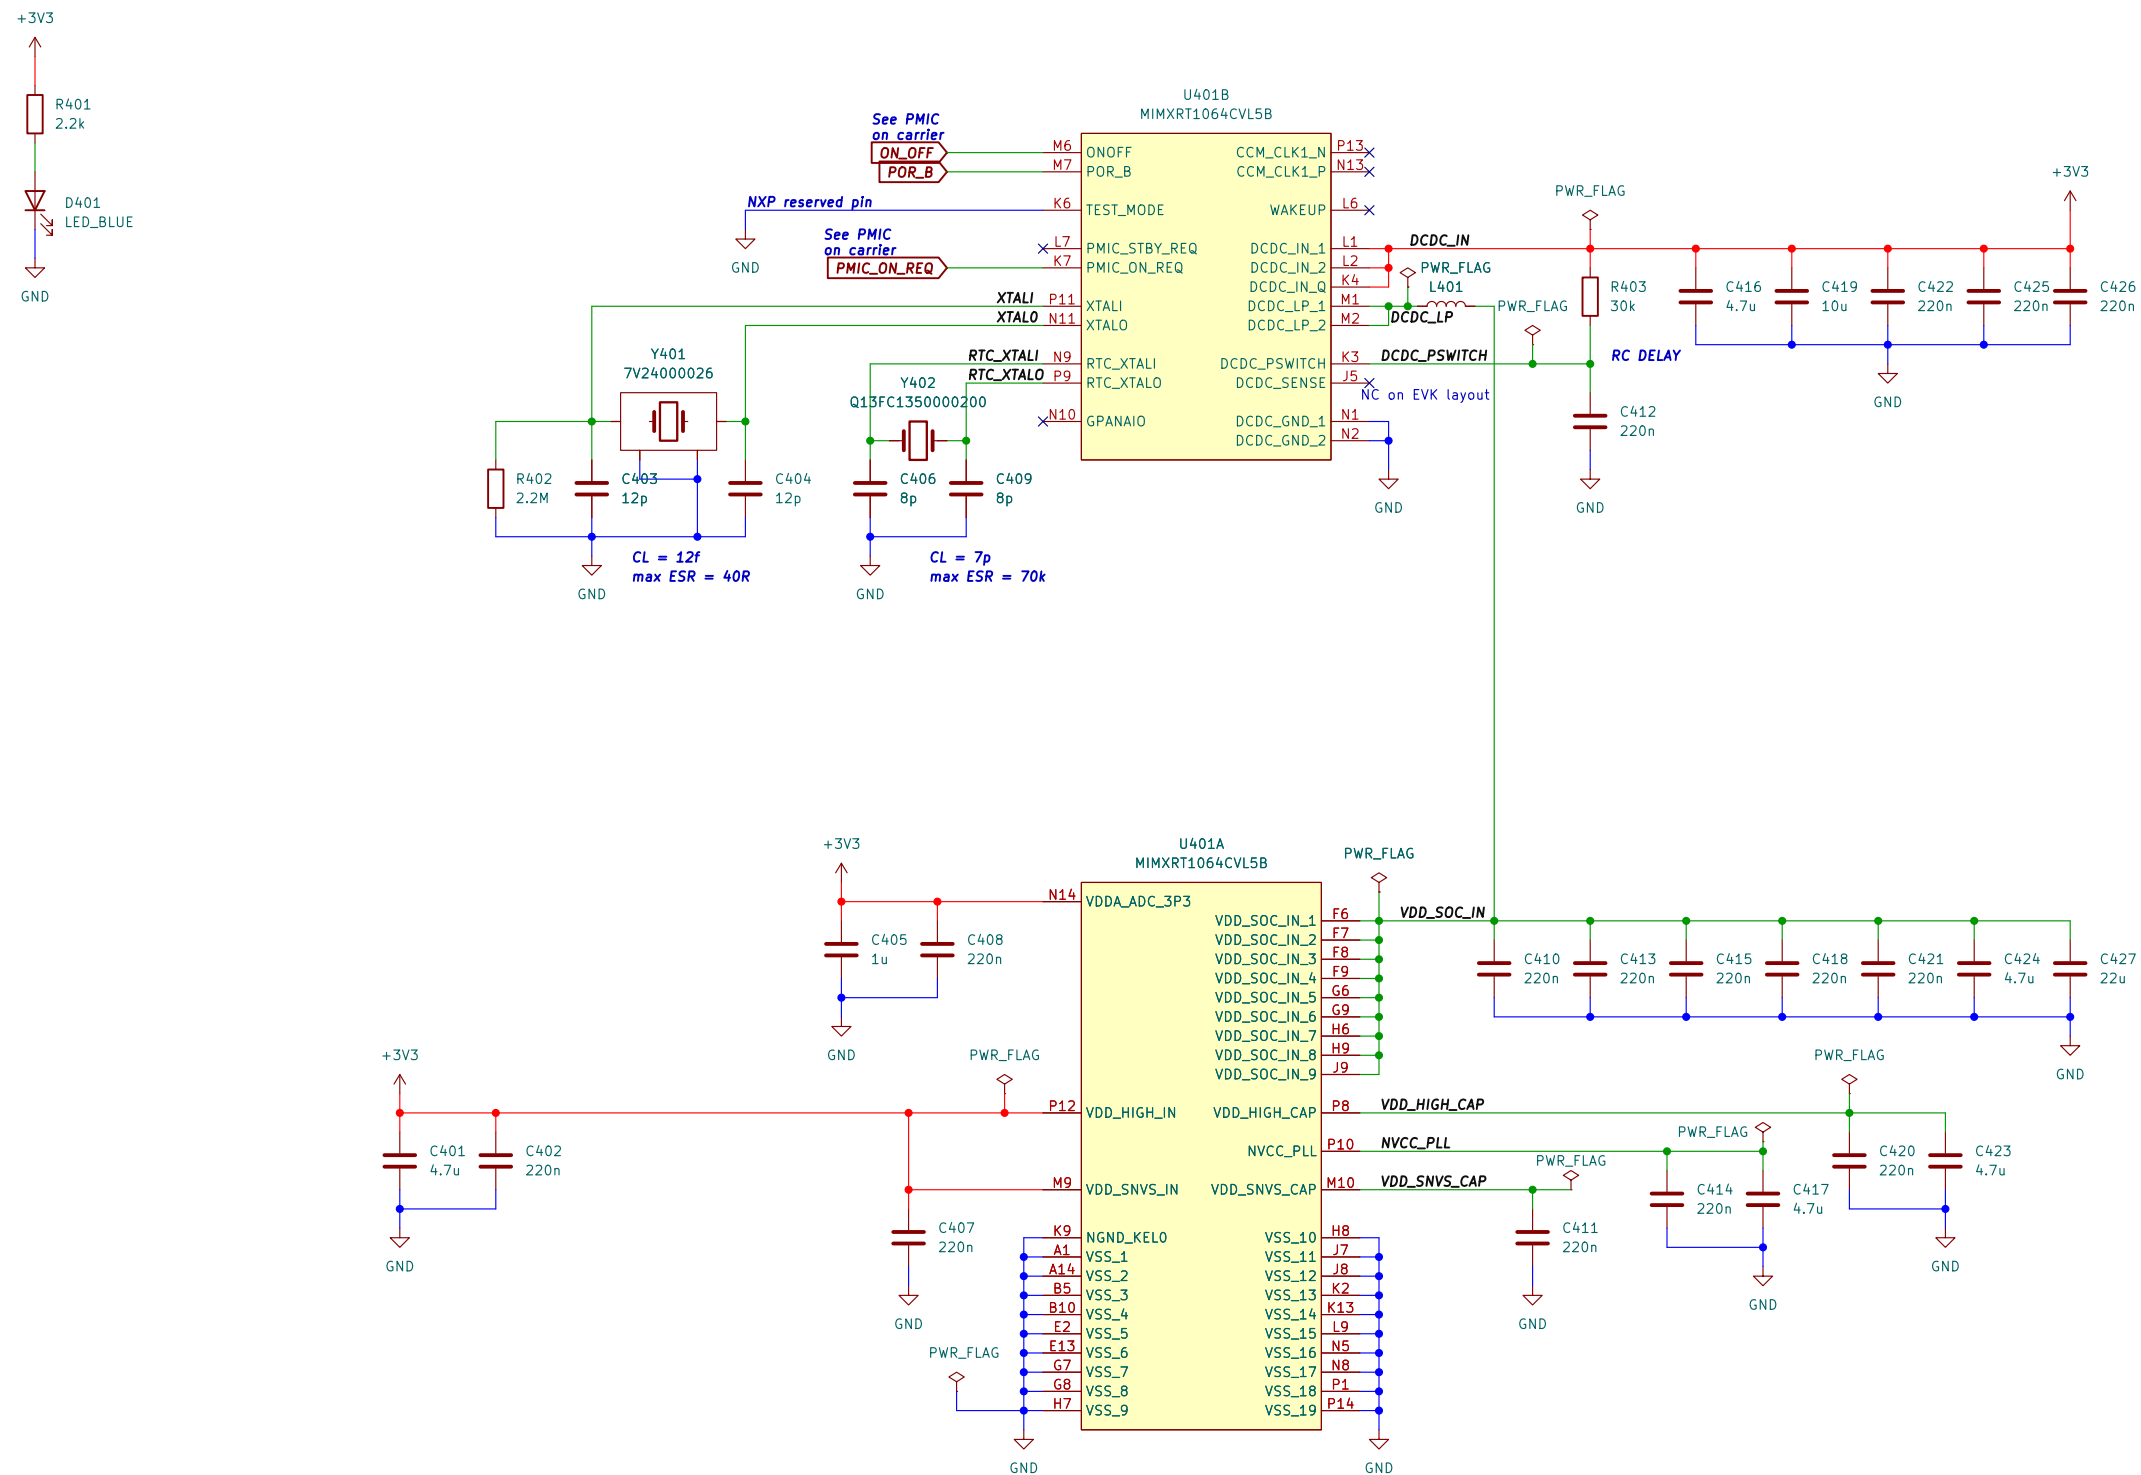 +3V3
R401
2.2k
D401
LED_BLUE
GND
U401B
MIMXRT1064CVL5B
See PMIC
on carrier
ON_OFF
POR_B
NXP reserved pin
GND
See PMIC
on carrier
PMIC_ON_REQ
XTALI
XTALO
RTC_XTALI
RTC_XTALO
M6 ONOFF
M7 POR_B
K6 TEST_MODE
L7 PMIC_STBY_REQ
K7 PMIC_ON_REQ
P11 XTALI
N11 XTALO
N9 RTC_XTALI
P9 RTC_XTALO
N10 GPANAIO
CCM_CLK1_N P13
CCM_CLK1_P N13
WAKEUP L6
DCDC_IN_1 L1
DCDC_IN_2 L2
DCDC_IN_Q K4
DCDC_LP_1 M1
DCDC_LP_2 M2
DCDC_PSWITCH K3
DCDC_SENSE J5
DCDC_GND_1 N1
DCDC_GND_2 N2
DCDC_IN
PWR_FLAG
L401
DCDC_LP
PWR_FLAG
DCDC_PSWITCH
NC on EVK layout
GND
PWR_FLAG
R403
30k
RC DELAY
C412
220n
GND
+3V3
C416
4.7u
C419
10u
C422
220n
C425
220n
C426
220n
GND
Y401
7V24000026
R402
2.2M
C403
12p
C404
12p
GND
CL = 12f
max ESR = 40R
Y402
Q13FC1350000200
C406
8p
C409
8p
GND
CL = 7p
max ESR = 70k
U401A
MIMXRT1064CVL5B
+3V3
C405
1u
C408
220n
GND
+3V3
C401
4.7u
C402
220n
GND
PWR_FLAG
C407
220n
GND
PWR_FLAG
GND
N14 VDDA_ADC_3P3
P12 VDD_HIGH_IN
M9 VDD_SNVS_IN
K9 NGND_KEL0
A1 VSS_1
A14 VSS_2
B5 VSS_3
B10 VSS_4
E2 VSS_5
E13 VSS_6
G7 VSS_7
G8 VSS_8
H7 VSS_9
VDD_SOC_IN_1 F6
VDD_SOC_IN_2 F7
VDD_SOC_IN_3 F8
VDD_SOC_IN_4 F9
VDD_SOC_IN_5 G6
VDD_SOC_IN_6 G9
VDD_SOC_IN_7 H6
VDD_SOC_IN_8 H9
VDD_SOC_IN_9 J9
VDD_HIGH_CAP P8
NVCC_PLL P10
VDD_SNVS_CAP M10
VSS_10 H8
VSS_11 J7
VSS_12 J8
VSS_13 K2
VSS_14 K13
VSS_15 L9
VSS_16 N5
VSS_17 N8
VSS_18 P1
VSS_19 P14
GND
PWR_FLAG
VDD_SOC_IN
C410
220n
C413
220n
C415
220n
C418
220n
C421
220n
C424
4.7u
C427
22u
GND
VDD_HIGH_CAP
NVCC_PLL
VDD_SNVS_CAP
PWR_FLAG
C411
220n
GND
PWR_FLAG
C414
220n
C417
4.7u
GND
PWR_FLAG
C420
220n
C423
4.7u
GND